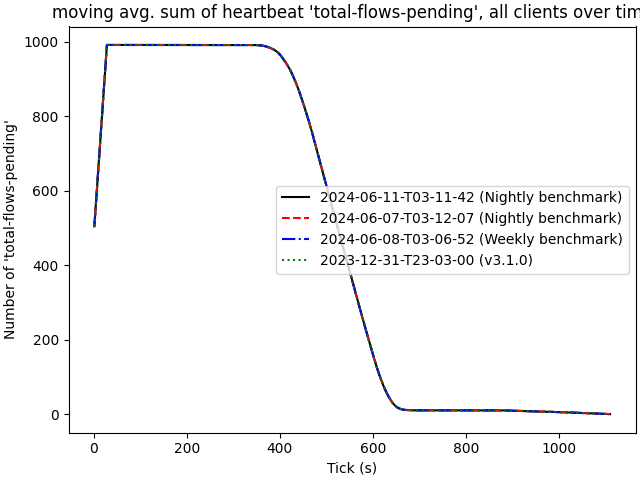 moving avg. sum of heartbeat 'total-flows-pending', all clients over tim
1000
800
600
400
200
0
Number of 'total-flows-pending'
2024-06-11-T03-11-42 (Nightly benchmark)
2024-06-07-T03-12-07 (Nightly benchmark)
2024-06-08-T03-06-52 (Weekly benchmark)
2023-12-31-T23-03-00 (v3.1.0)
0 200 400 600 800 1000
Tick (s)